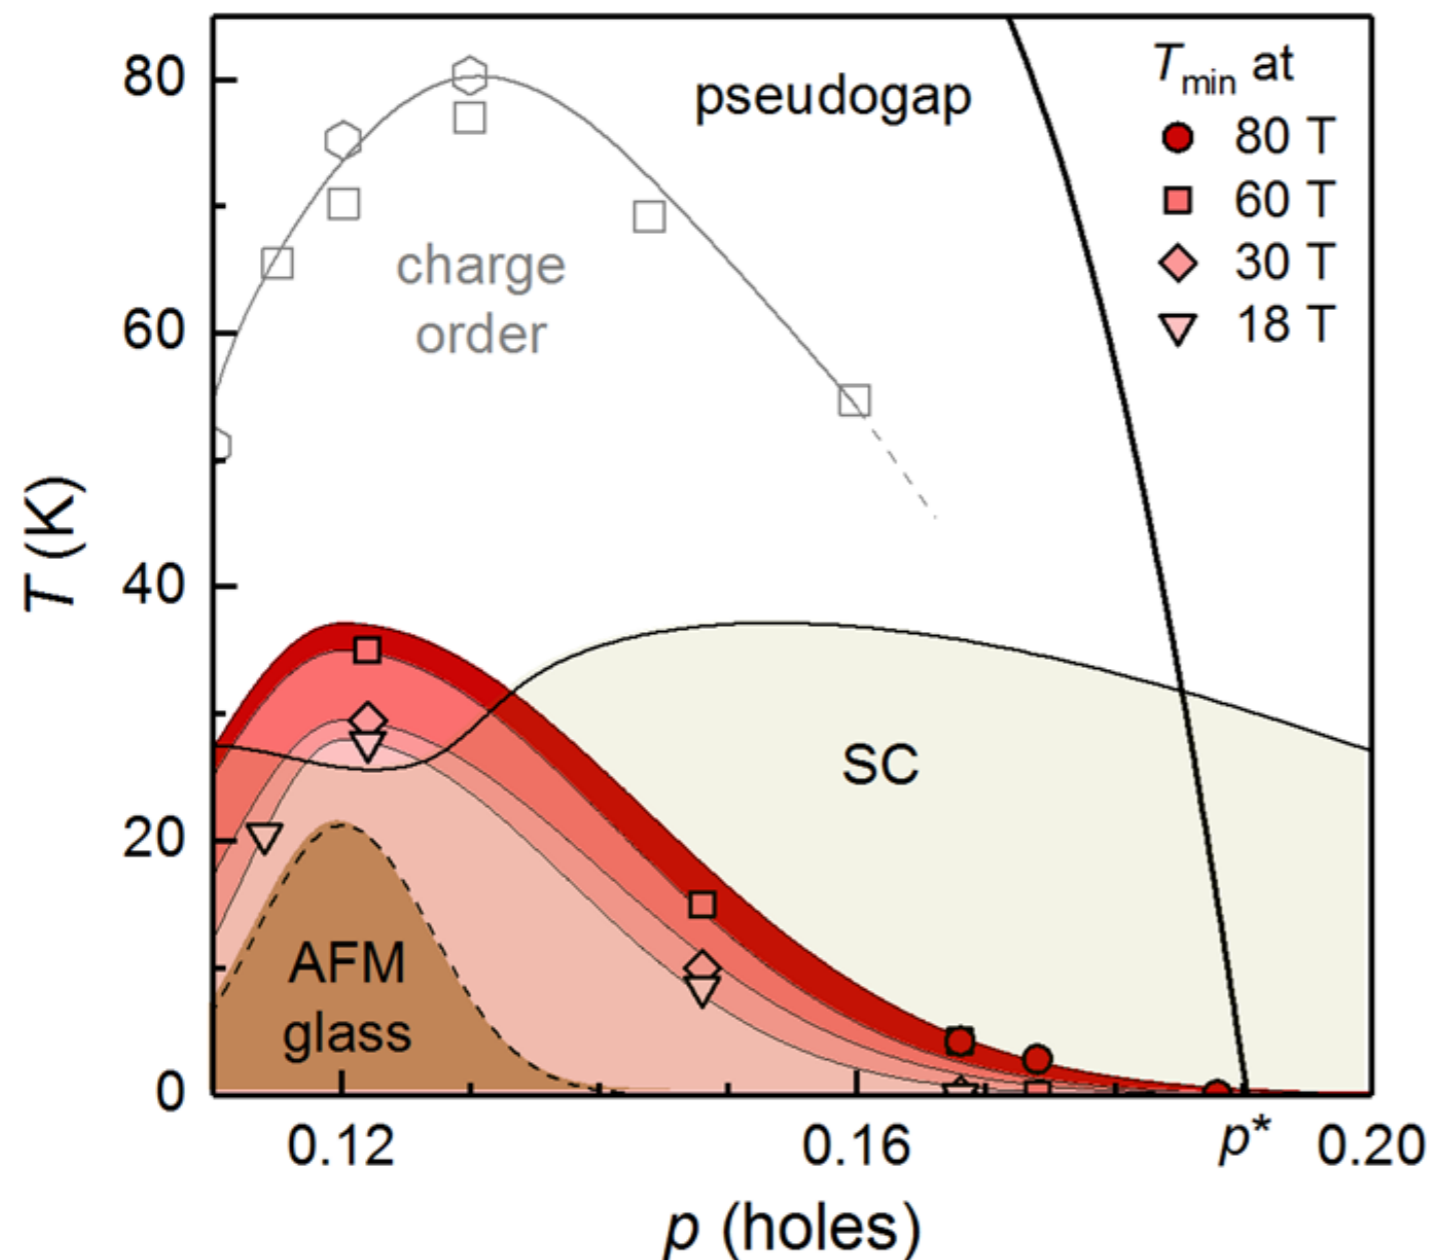 80
60
40
20
0
T (K)
pseudogap
T_min at
80 T
60 T
30 T
18 T
charge
order
SC
AFM
glass
0.12
0.16
p*
0.20
p (holes)